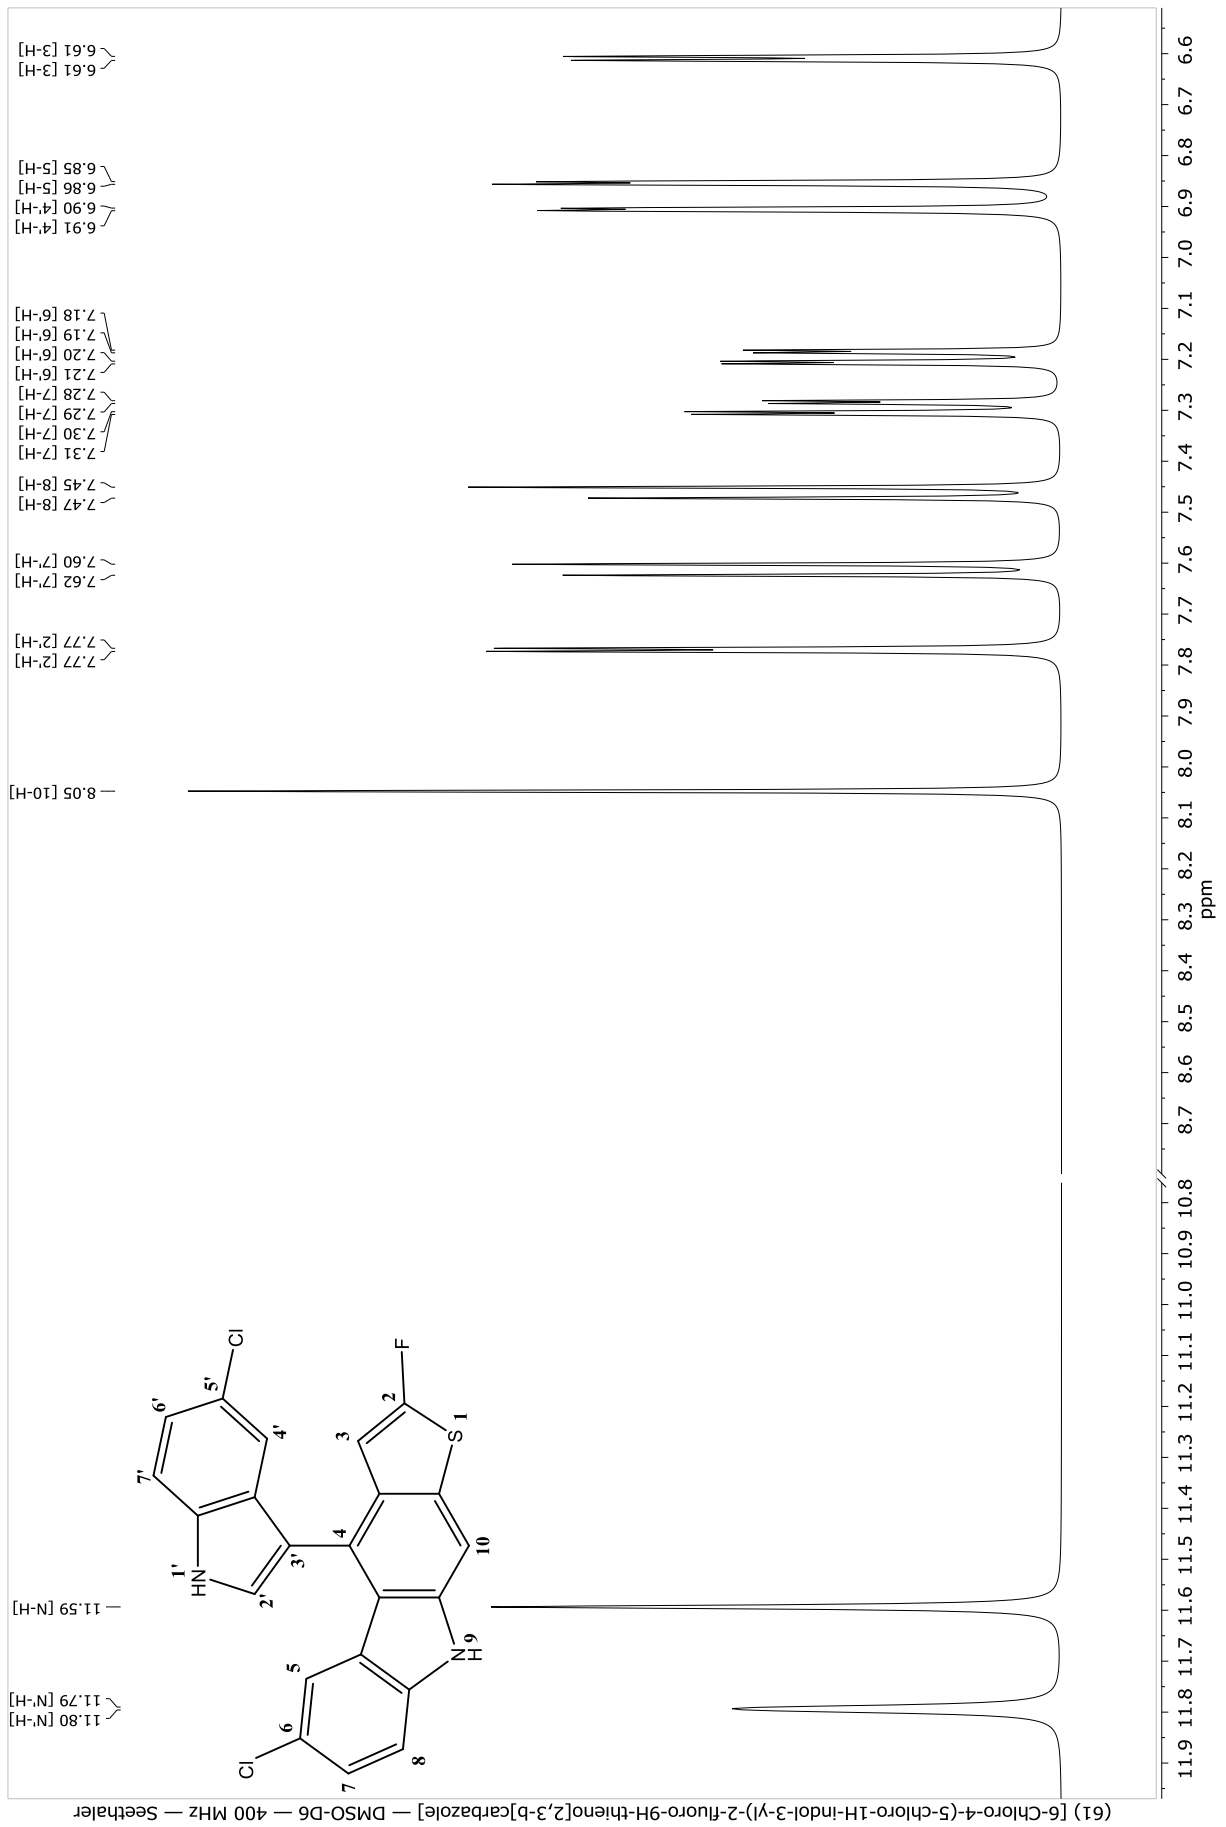 (61) [6-Chloro-4-(5-chloro-1H-indol-3-yl)-2-fluoro-9H-thieno[2,3-b]carbazole] — DMSO-D6 — 400 MHz — Seethaler
11.80 [N'-H]
11.79 [N'-H]
11.59 [N-H]
8.05 [10-H]
7.77 [2'-H]
7.77 [2'-H]
7.62 [7'-H]
7.60 [7'-H]
7.47 [8-H]
7.45 [8-H]
7.31 [7-H]
7.30 [7-H]
7.29 [7-H]
7.28 [7-H]
7.21 [6'-H]
7.20 [6'-H]
7.19 [6'-H]
7.18 [6'-H]
6.91 [4'-H]
6.90 [4'-H]
6.86 [5-H]
6.85 [5-H]
6.61 [3-H]
6.61 [3-H]
Cl
6
5
7
8
N
H
9
HN
1'
2'
3'
4
10
7'
6'
5'
4'
Cl
3
2
F
S
1
11.9 11.8 11.7 11.6 11.5 11.4 11.3 11.2 11.1 11.0 10.9 10.8 8.7 8.6 8.5 8.4 8.3 8.2 8.1 8.0 7.9 7.8 7.7 7.6 7.5 7.4 7.3 7.2 7.1 7.0 6.9 6.8 6.7 6.6
ppm